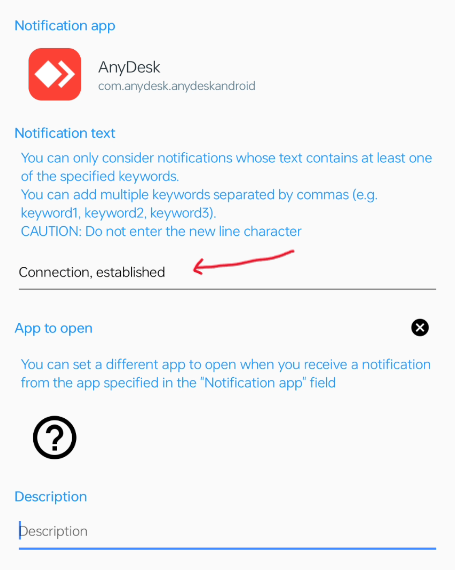 Notification app
AnyDesk
com.anydesk.anydeskandroid
Notification text
You can only consider notifications whose text contains at least one
of the specified keywords.
You can add multiple keywords separated by commas (e.g.
keyword1, keyword2, keyword3).
CAUTION: Do not enter the new line character
Connection, established
App to open
You can set a different app to open when you receive a notification
from the app specified in the "Notification app" field
Description
Description